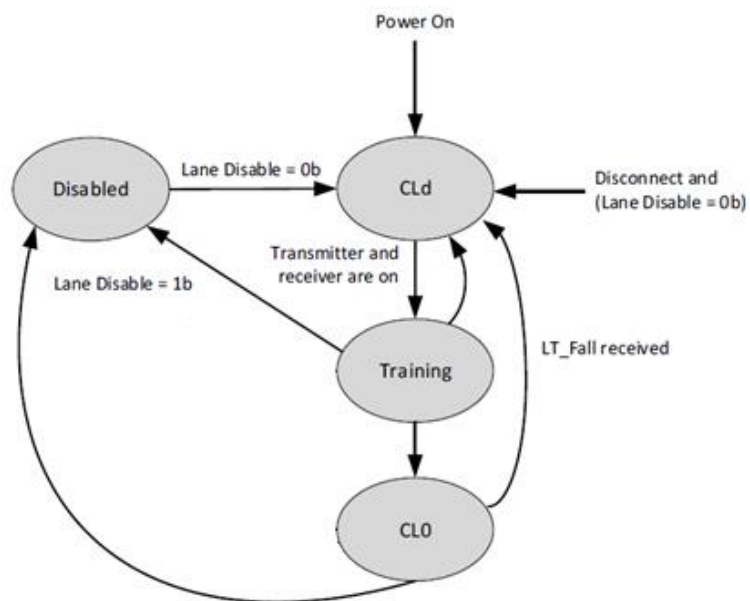 Power On
Disabled
Lane Disable = 0b
CLd
Disconnect and
(Lane Disable = 0b)
Transmitter and
receiver are on
Lane Disable = 1b
LT_Fall received
Training
CL0